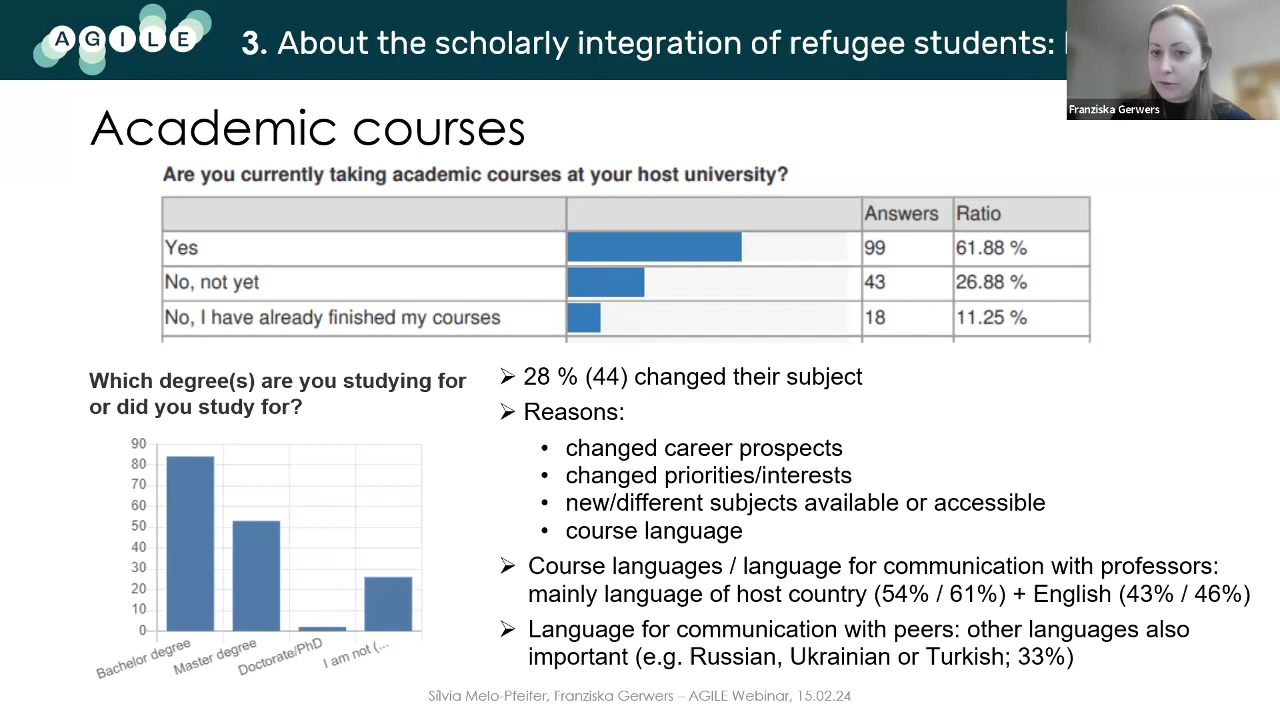 AGILE
3. About the scholarly integration of refugee students:
Franziska Gerwers
Academic courses
Are you currently taking academic courses at your host university?
Answers Ratio
Yes 99 61.88 %
No, not yet 43 26.88 %
No, I have already finished my courses 18 11.25 %
Which degree(s) are you studying for
or did you study for?
90
80
70
60
50
40
30
20
10
0
Bachelor degree
Master degree
Doctorate/PhD
I am not (...
➢ 28 % (44) changed their subject
➢ Reasons:
• changed career prospects
• changed priorities/interests
• new/different subjects available or accessible
• course language
➢ Course languages / language for communication with professors:
mainly language of host country (54% / 61%) + English (43% / 46%)
➢ Language for communication with peers: other languages also
important (e.g. Russian, Ukrainian or Turkish; 33%)
Sílvia Melo-Pfeifer, Franziska Gerwers – AGILE Webinar, 15.02.24